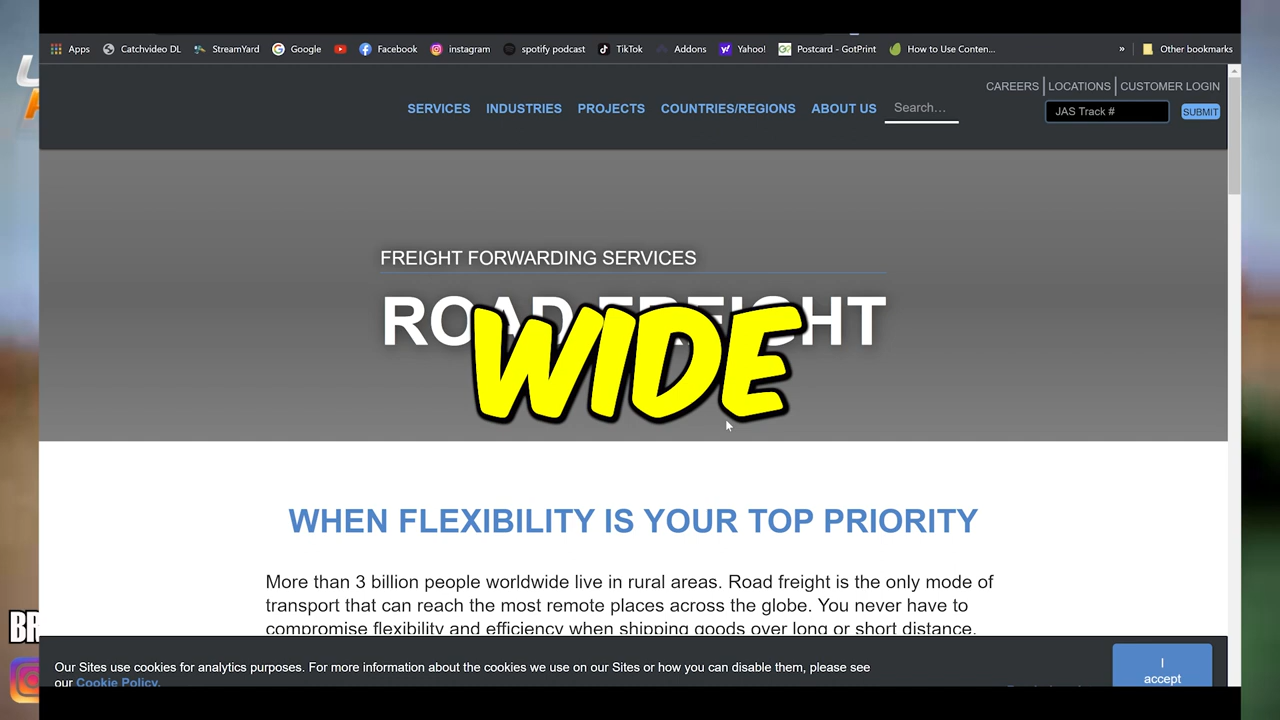 Apps Catchvideo DL StreamYard Google Facebook instagram spotify podcast TikTok Addons Yahoo! Postcard - GotPrint How to Use Conten... » Other bookmarks
CAREERS LOCATIONS CUSTOMER LOGIN
SERVICES INDUSTRIES PROJECTS COUNTRIES/REGIONS ABOUT US Search...
JAS Track # SUBMIT
FREIGHT FORWARDING SERVICES
ROAD FREIGHT
WIDE
WHEN FLEXIBILITY IS YOUR TOP PRIORITY
More than 3 billion people worldwide live in rural areas. Road freight is the only mode of
transport that can reach the most remote places across the globe. You never have to
compromise flexibility and efficiency when shipping goods over long or short distance.
BR
Our Sites use cookies for analytics purposes. For more information about the cookies we use on our Sites or how you can disable them, please see
our Cookie Policy.
I
accept